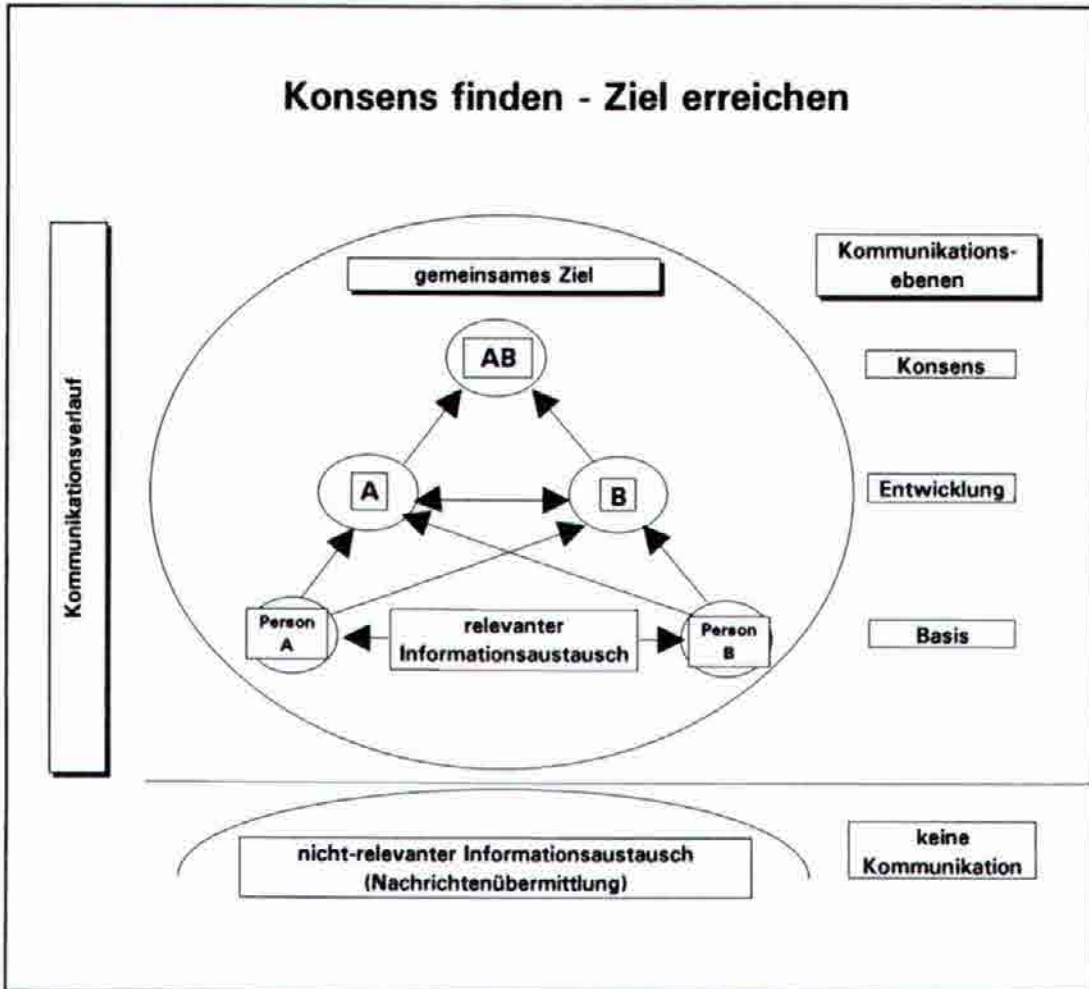 Konsens finden - Ziel erreichen
Kommunikationsverlauf
gemeinsames Ziel
Kommunikations-
ebenen
AB
Konsens
A
B
Entwicklung
Person
A
relevanter
Informationsaustausch
Person
B
Basis
nicht-relevanter Informationsaustausch
(Nachrichtenübermittlung)
keine
Kommunikation